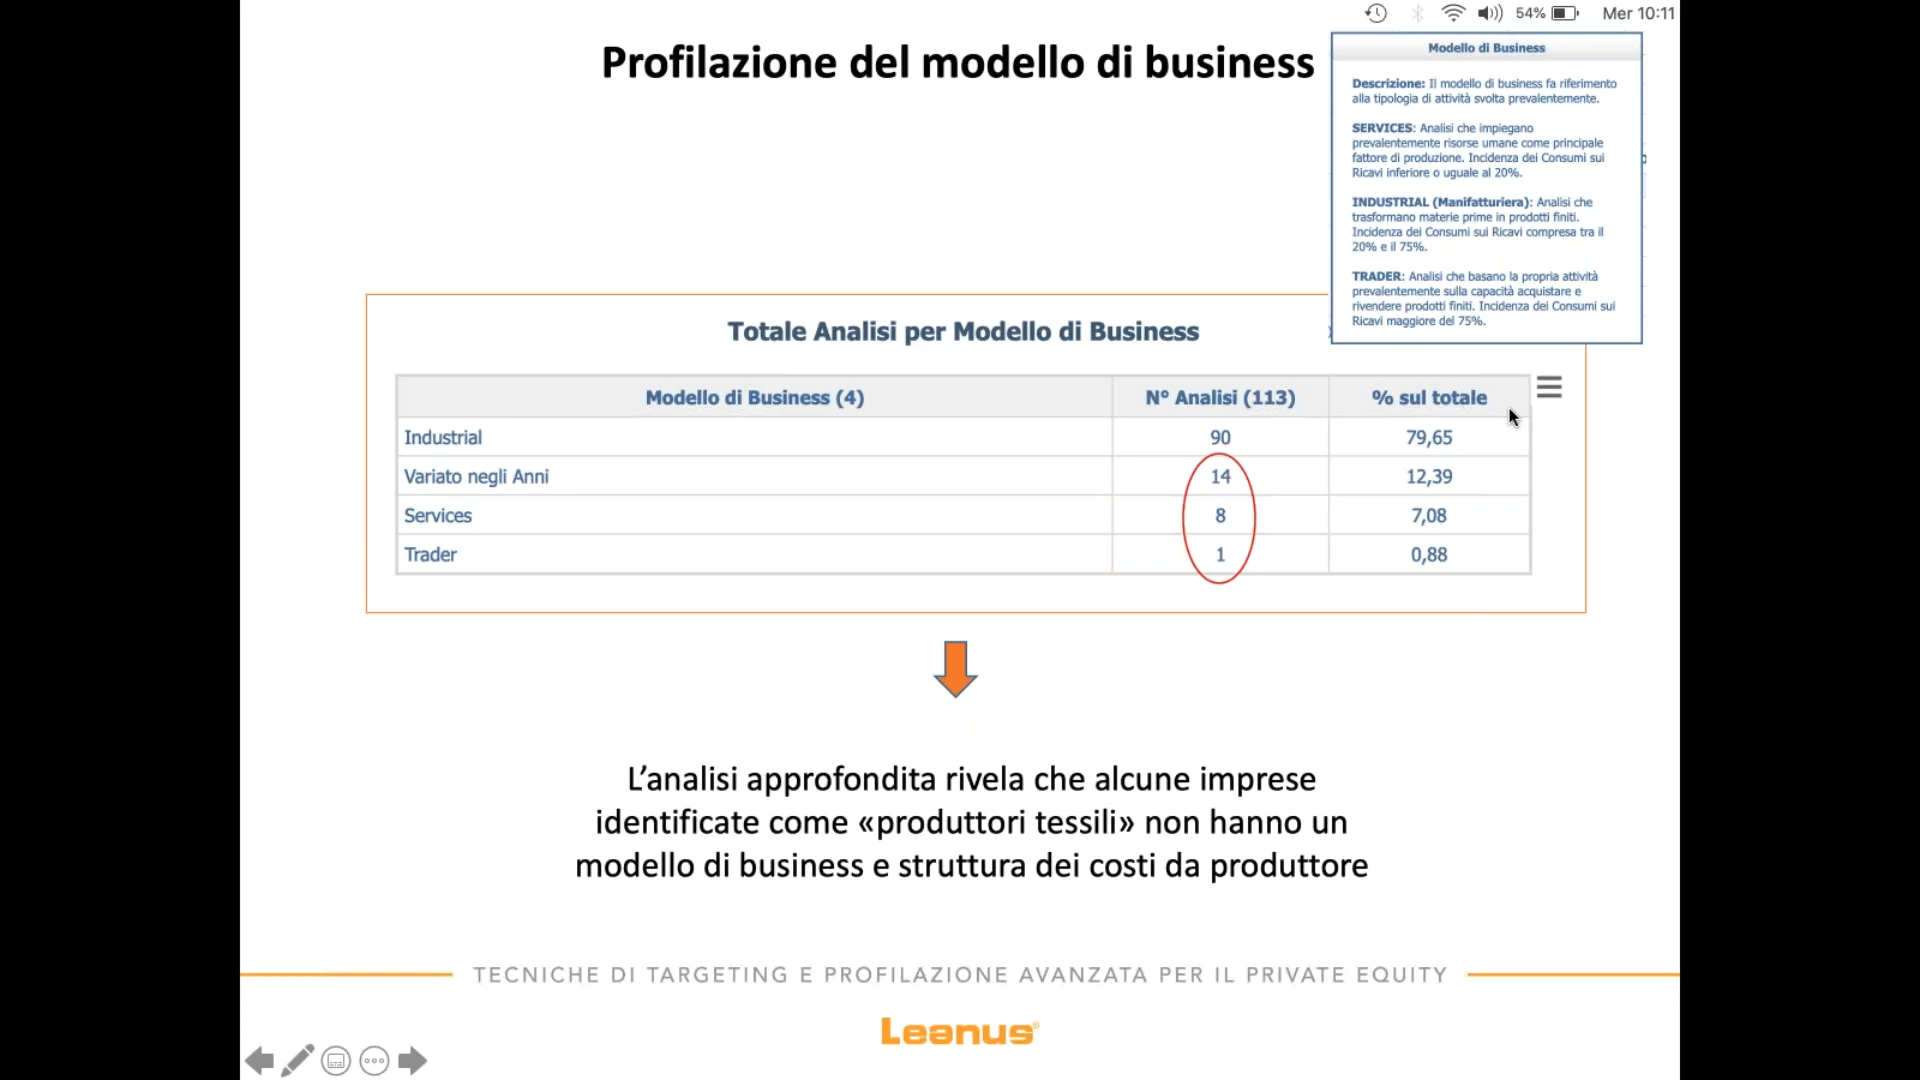 54% Mer 10:11
Profilazione del modello di business
Modello di Business
Descrizione: Il modello di business fa riferimento
alla tipologia di attività svolta prevalentemente.
SERVICES: Analisi che impiegano
prevalentemente risorse umane come principale
fattore di produzione. Incidenza dei Consumi sui
Ricavi inferiore o uguale al 20%.
INDUSTRIAL (Manifatturiera): Analisi che
trasformano materie prime in prodotti finiti.
Incidenza dei Consumi sui Ricavi compresa tra il
20% e il 75%.
TRADER: Analisi che basano la propria attività
prevalentemente sulla capacità acquistare e
rivendere prodotti finiti. Incidenza dei Consumi sui
Ricavi maggiore del 75%.
Totale Analisi per Modello di Business
Modello di Business (4) N° Analisi (113) % sul totale
Industrial 90 79,65
Variato negli Anni 14 12,39
Services 8 7,08
Trader 1 0,88
L'analisi approfondita rivela che alcune imprese
identificate come «produttori tessili» non hanno un
modello di business e struttura dei costi da produttore
TECNICHE DI TARGETING E PROFILAZIONE AVANZATA PER IL PRIVATE EQUITY
Leanus®